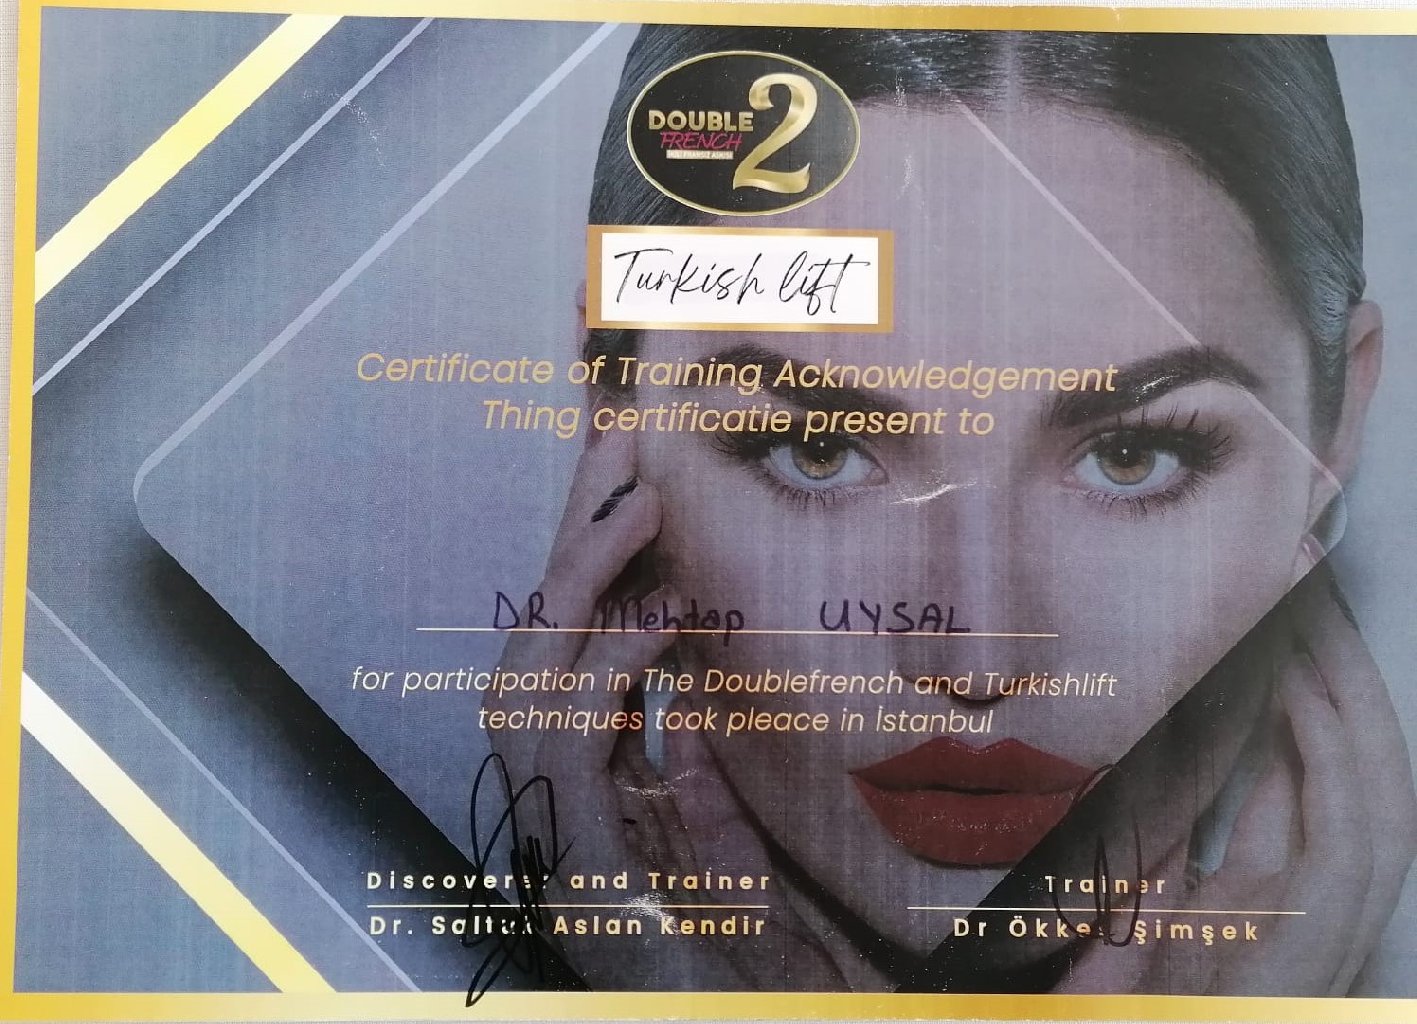 DOUBLE 2
FRENCH
Turkish lift
Certificate of Training Acknowledgement
Thing certificatie present to
DR. Mehtap UYSAL
for participation in The Doublefrench and Turkishlift
techniques took pleace in İstanbul
Discoverer and Trainer
Dr. Saltuk Aslan Kendir
Trainer
Dr Ökkeş Şimşek